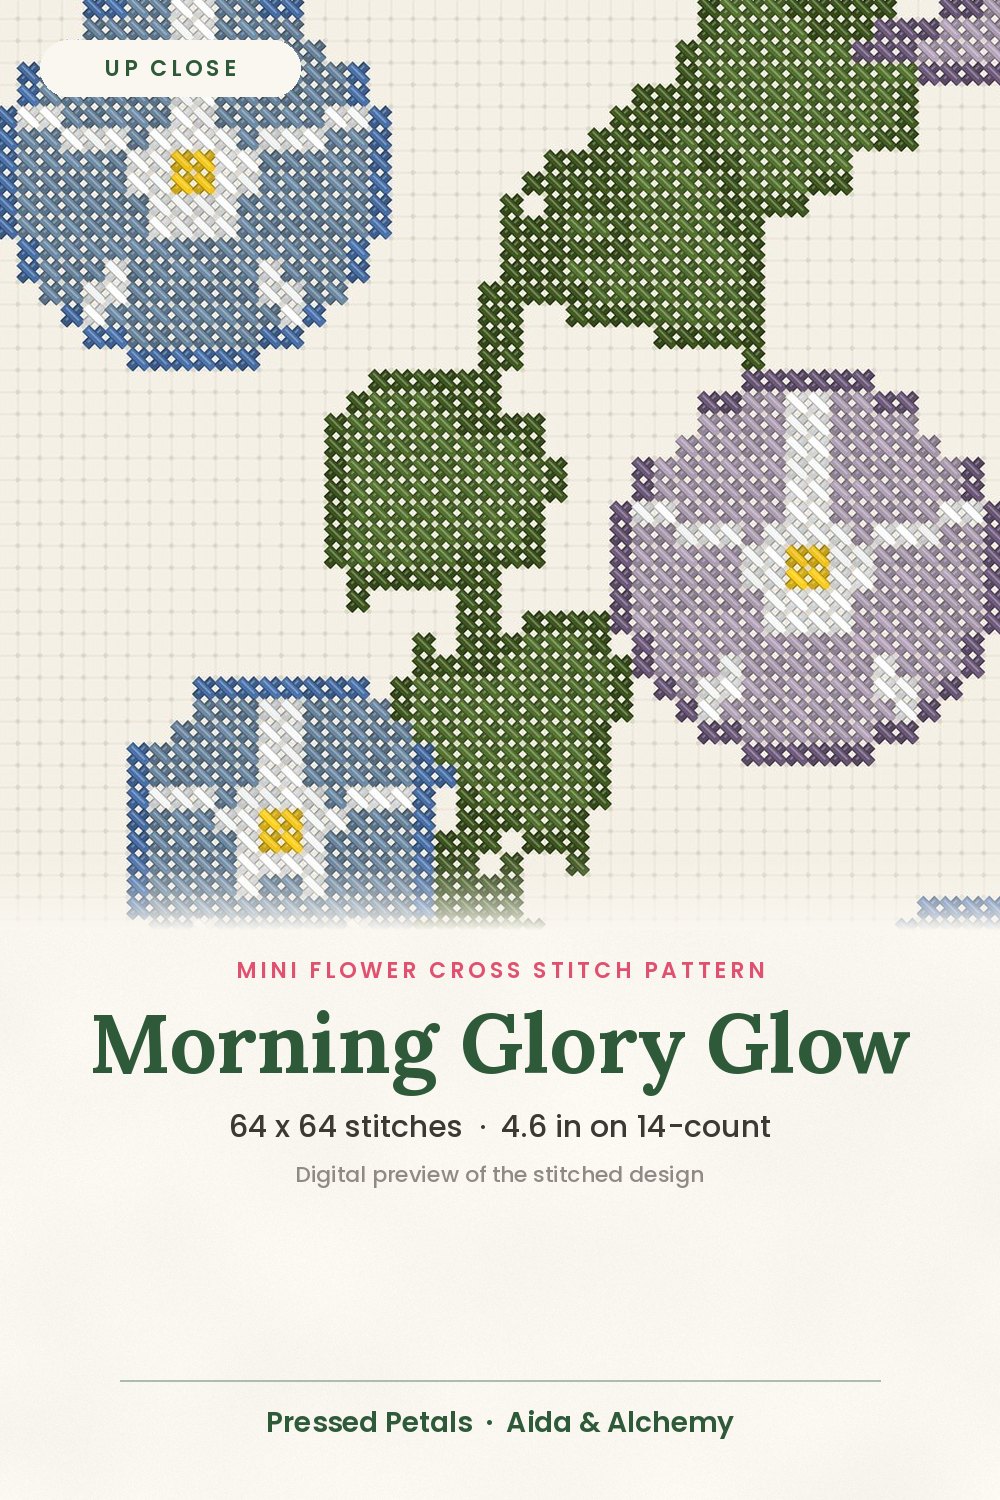 UP CLOSE
MINI FLOWER CROSS STITCH PATTERN
Morning Glory Glow
64 x 64 stitches · 4.6 in on 14-count
Digital preview of the stitched design
Pressed Petals · Aida & Alchemy